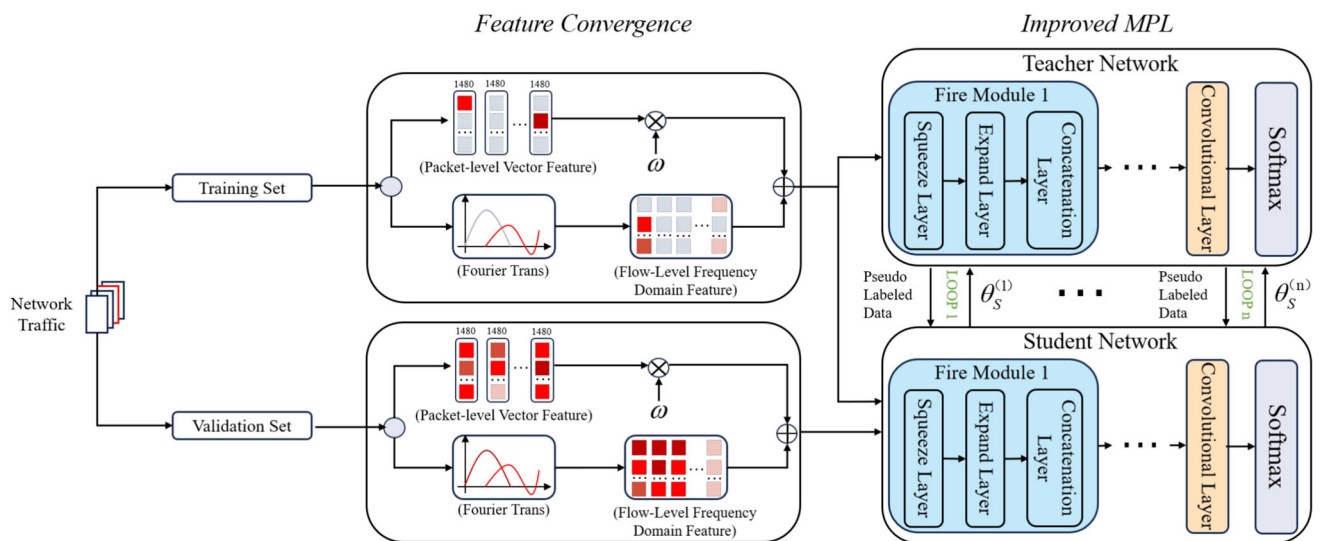 Feature Convergence
Improved MPL
Network
Traffic
Training Set
Validation Set
1480 1480 1480
...
(Packet-level Vector Feature)
ω
(Fourier Trans)
(Flow-Level Frequency
Domain Feature)
1480 1480 1480
...
(Packet-level Vector Feature)
ω
(Fourier Trans)
(Flow-Level Frequency
Domain Feature)
Teacher Network
Fire Module 1
Squeeze Layer
Expand Layer
Concatenation
Layer
...
Convolutional Layer
Softmax
Pseudo
Labeled
Data
LOOP 1
θ_S^(1)
...
Pseudo
Labeled
Data
LOOP n
θ_S^(n)
Student Network
Fire Module 1
Squeeze Layer
Expand Layer
Concatenation
Layer
...
Convolutional Layer
Softmax